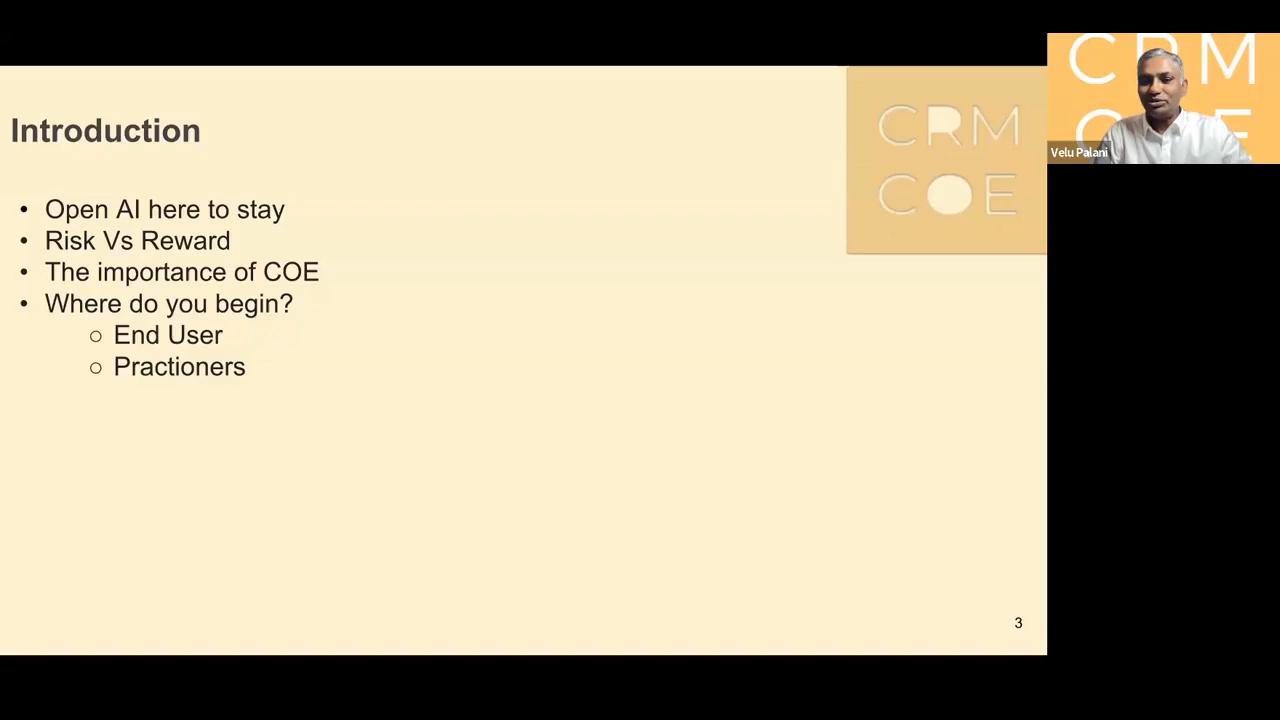 Introduction
• Open AI here to stay
• Risk Vs Reward
• The importance of COE
• Where do you begin?
○ End User
○ Practioners
CRM
COE
3
CRM
C E
Velu Palani